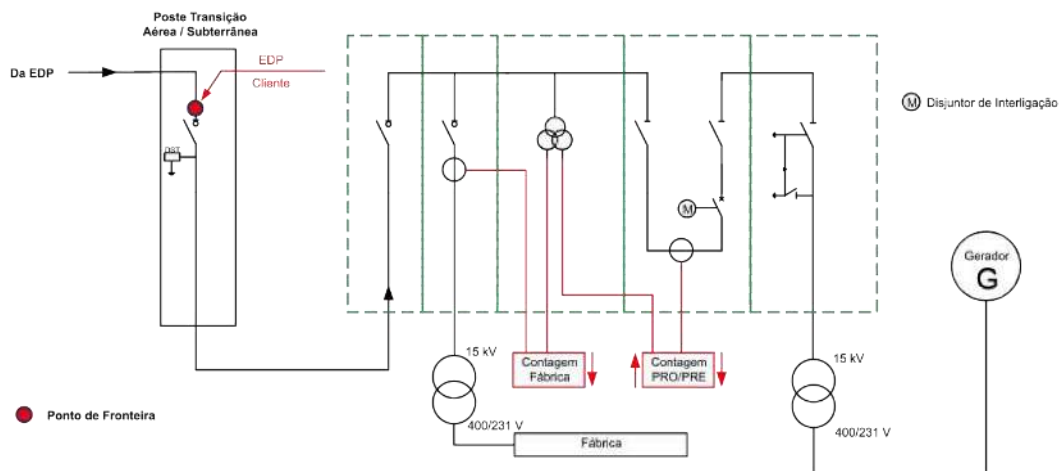 Poste Transição
Aérea / Subterrânea
Da EDP
EDP
Cliente
DST
M
Disjuntor de Interligação
M
Gerador
G
15 kV
Contagem
Fábrica
Contagem
PRO/PRE
15 kV
400/231 V
400/231 V
Ponto de Fronteira
Fábrica